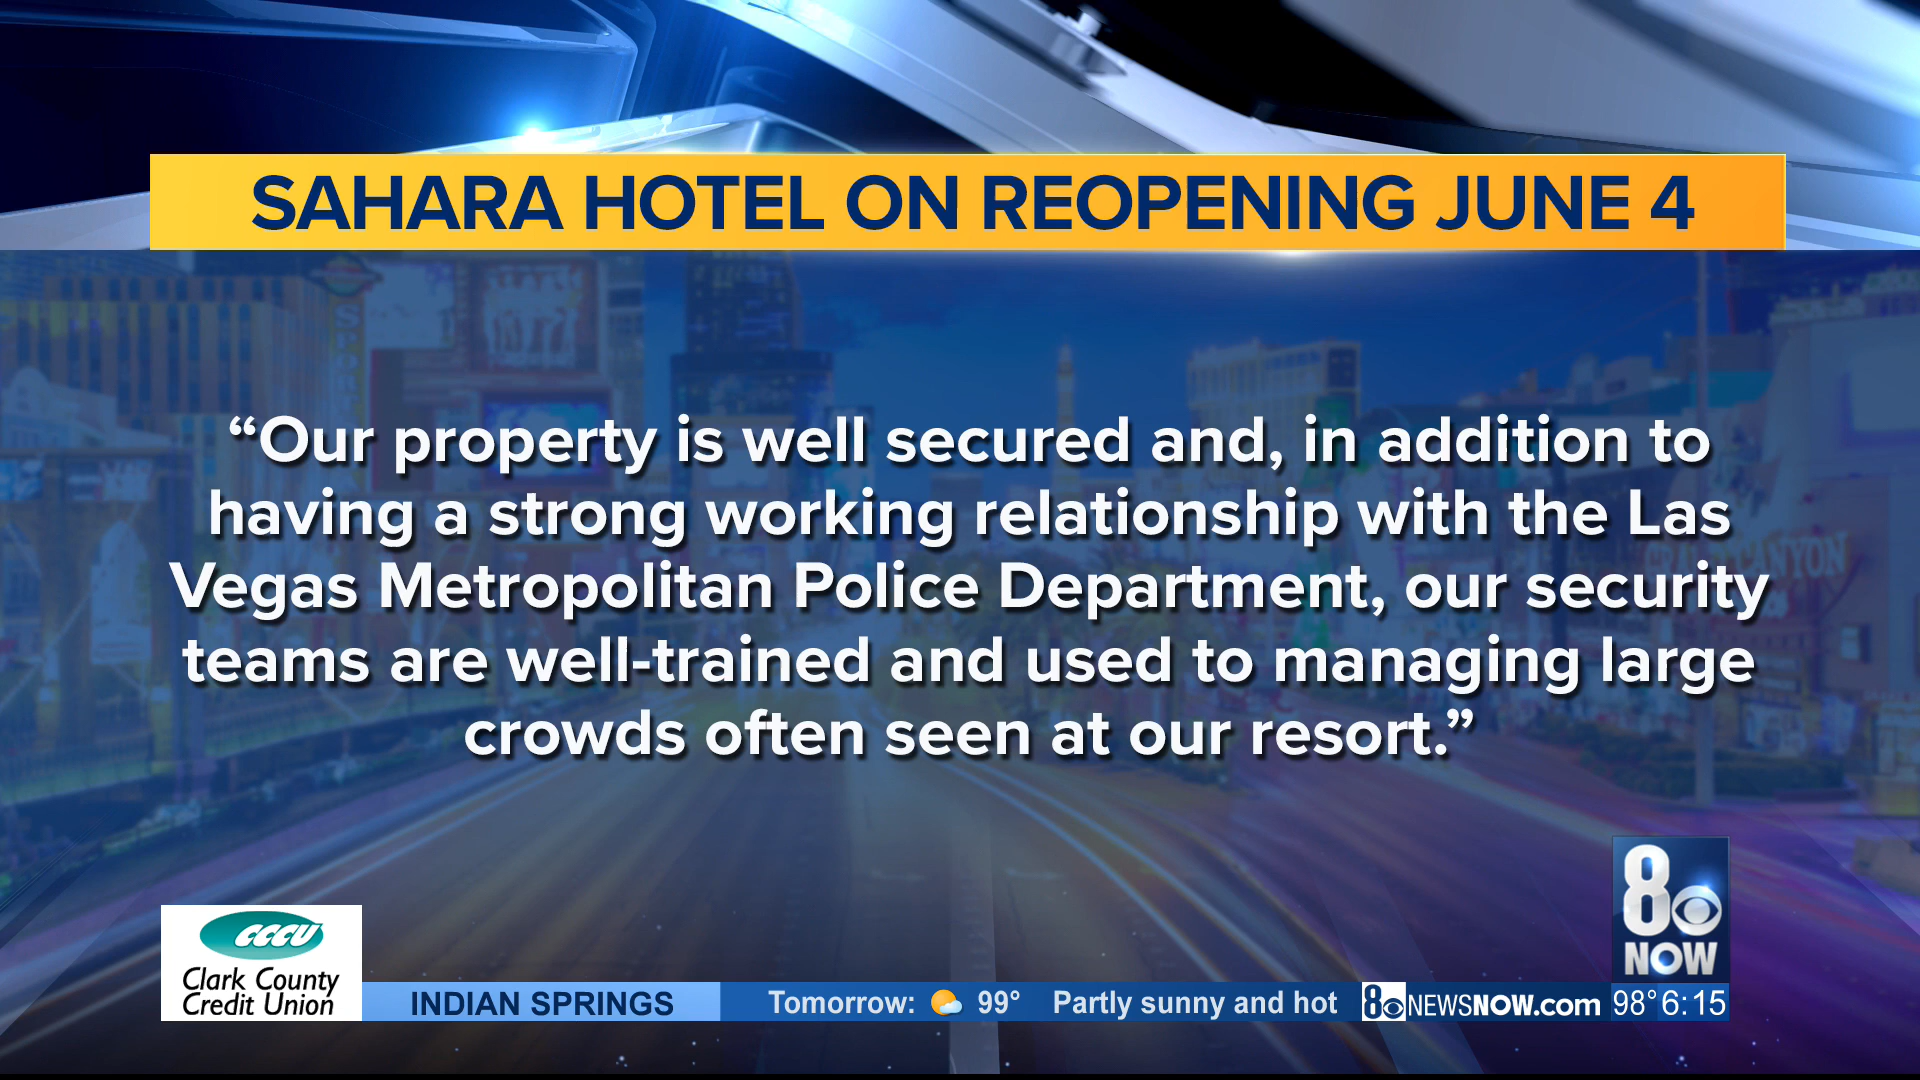 SAHARA HOTEL ON REOPENING JUNE 4
“Our property is well secured and, in addition to
having a strong working relationship with the Las
Vegas Metropolitan Police Department, our security
teams are well-trained and used to managing large
crowds often seen at our resort.”
8
NOW
CCCU
Clark County
Credit Union
INDIAN SPRINGS
Tomorrow: 99° Partly sunny and hot
8NEWSNOW.com
98° 6:15
GRAND CANYON